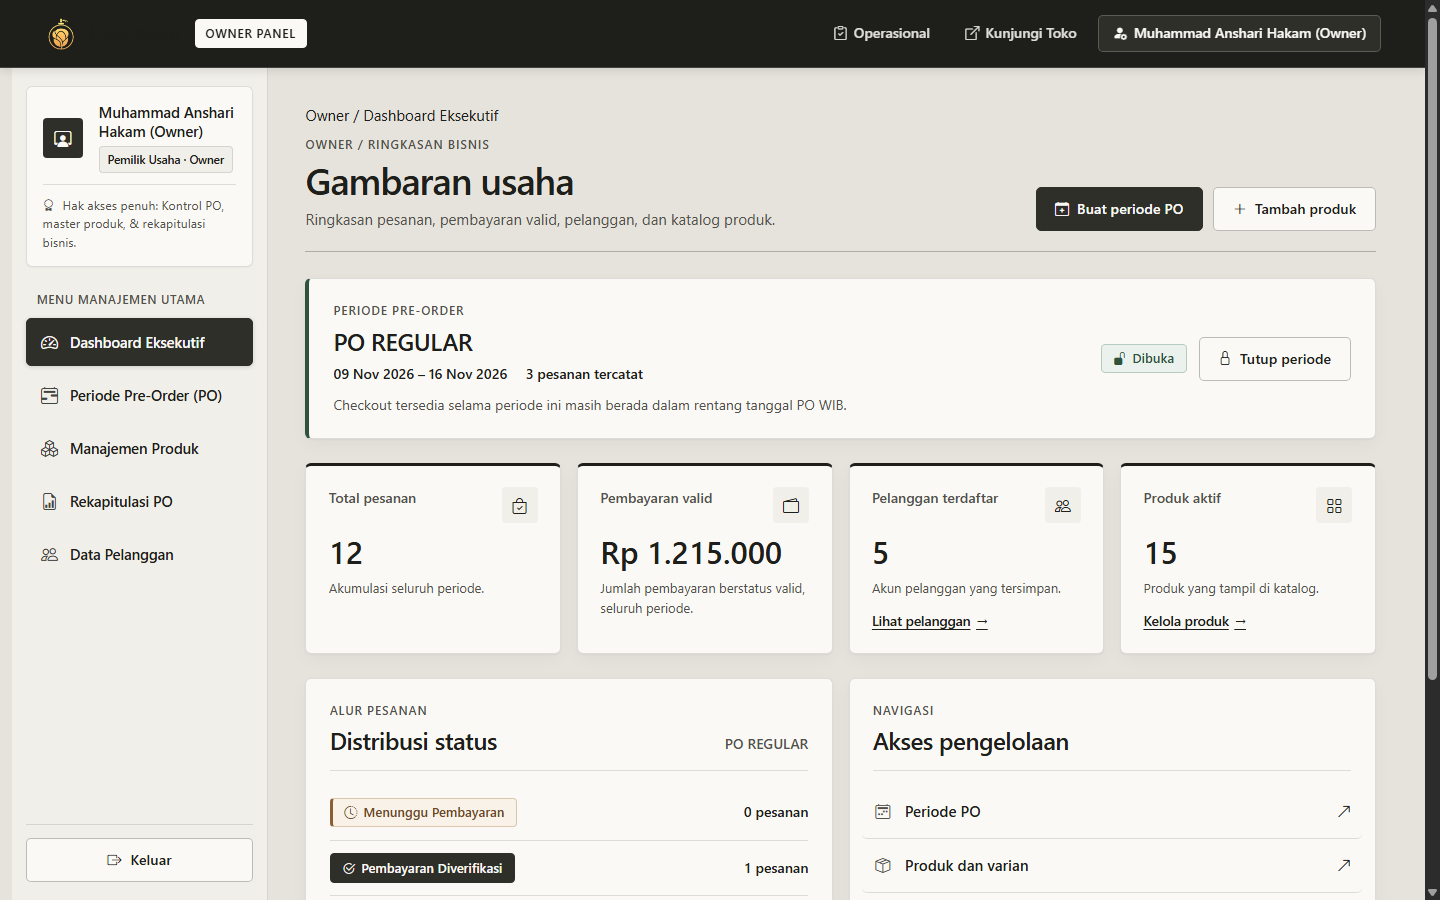 OWNER PANEL
Operasional
Kunjungi Toko
Muhammad Anshari Hakam (Owner)
Muhammad Anshari
Hakam (Owner)
Pemilik Usaha · Owner
Hak akses penuh: Kontrol PO,
master produk, & rekapitulasi
bisnis.
MENU MANAJEMEN UTAMA
Dashboard Eksekutif
Periode Pre-Order (PO)
Manajemen Produk
Rekapitulasi PO
Data Pelanggan
Keluar
Owner / Dashboard Eksekutif
OWNER / RINGKASAN BISNIS
Gambaran usaha
Ringkasan pesanan, pembayaran valid, pelanggan, dan katalog produk.
Buat periode PO
+ Tambah produk
PERIODE PRE-ORDER
PO REGULAR
09 Nov 2026 – 16 Nov 2026 3 pesanan tercatat
Checkout tersedia selama periode ini masih berada dalam rentang tanggal PO WIB.
Dibuka
Tutup periode
Total pesanan
12
Akumulasi seluruh periode.
Pembayaran valid
Rp 1.215.000
Jumlah pembayaran berstatus valid,
seluruh periode.
Pelanggan terdaftar
5
Akun pelanggan yang tersimpan.
Lihat pelanggan →
Produk aktif
15
Produk yang tampil di katalog.
Kelola produk →
ALUR PESANAN
Distribusi status
PO REGULAR
Menunggu Pembayaran
0 pesanan
Pembayaran Diverifikasi
1 pesanan
NAVIGASI
Akses pengelolaan
Periode PO
Produk dan varian